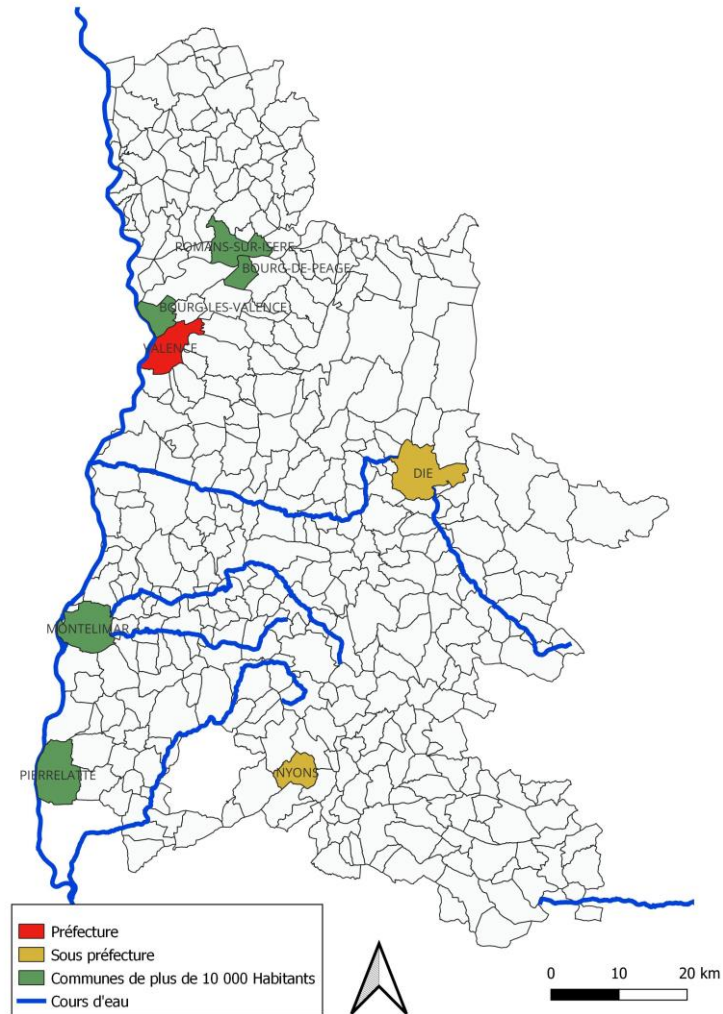 ROMANS-SUR-ISERE
BOURG-DE-PEAGE
BOURG-LES-VALENCE
VALENCE
DIE
MONTELIMAR
PIERRELATTE
NYONS
Préfecture
Sous préfecture
Communes de plus de 10 000 Habitants
Cours d'eau
0 10 20 km